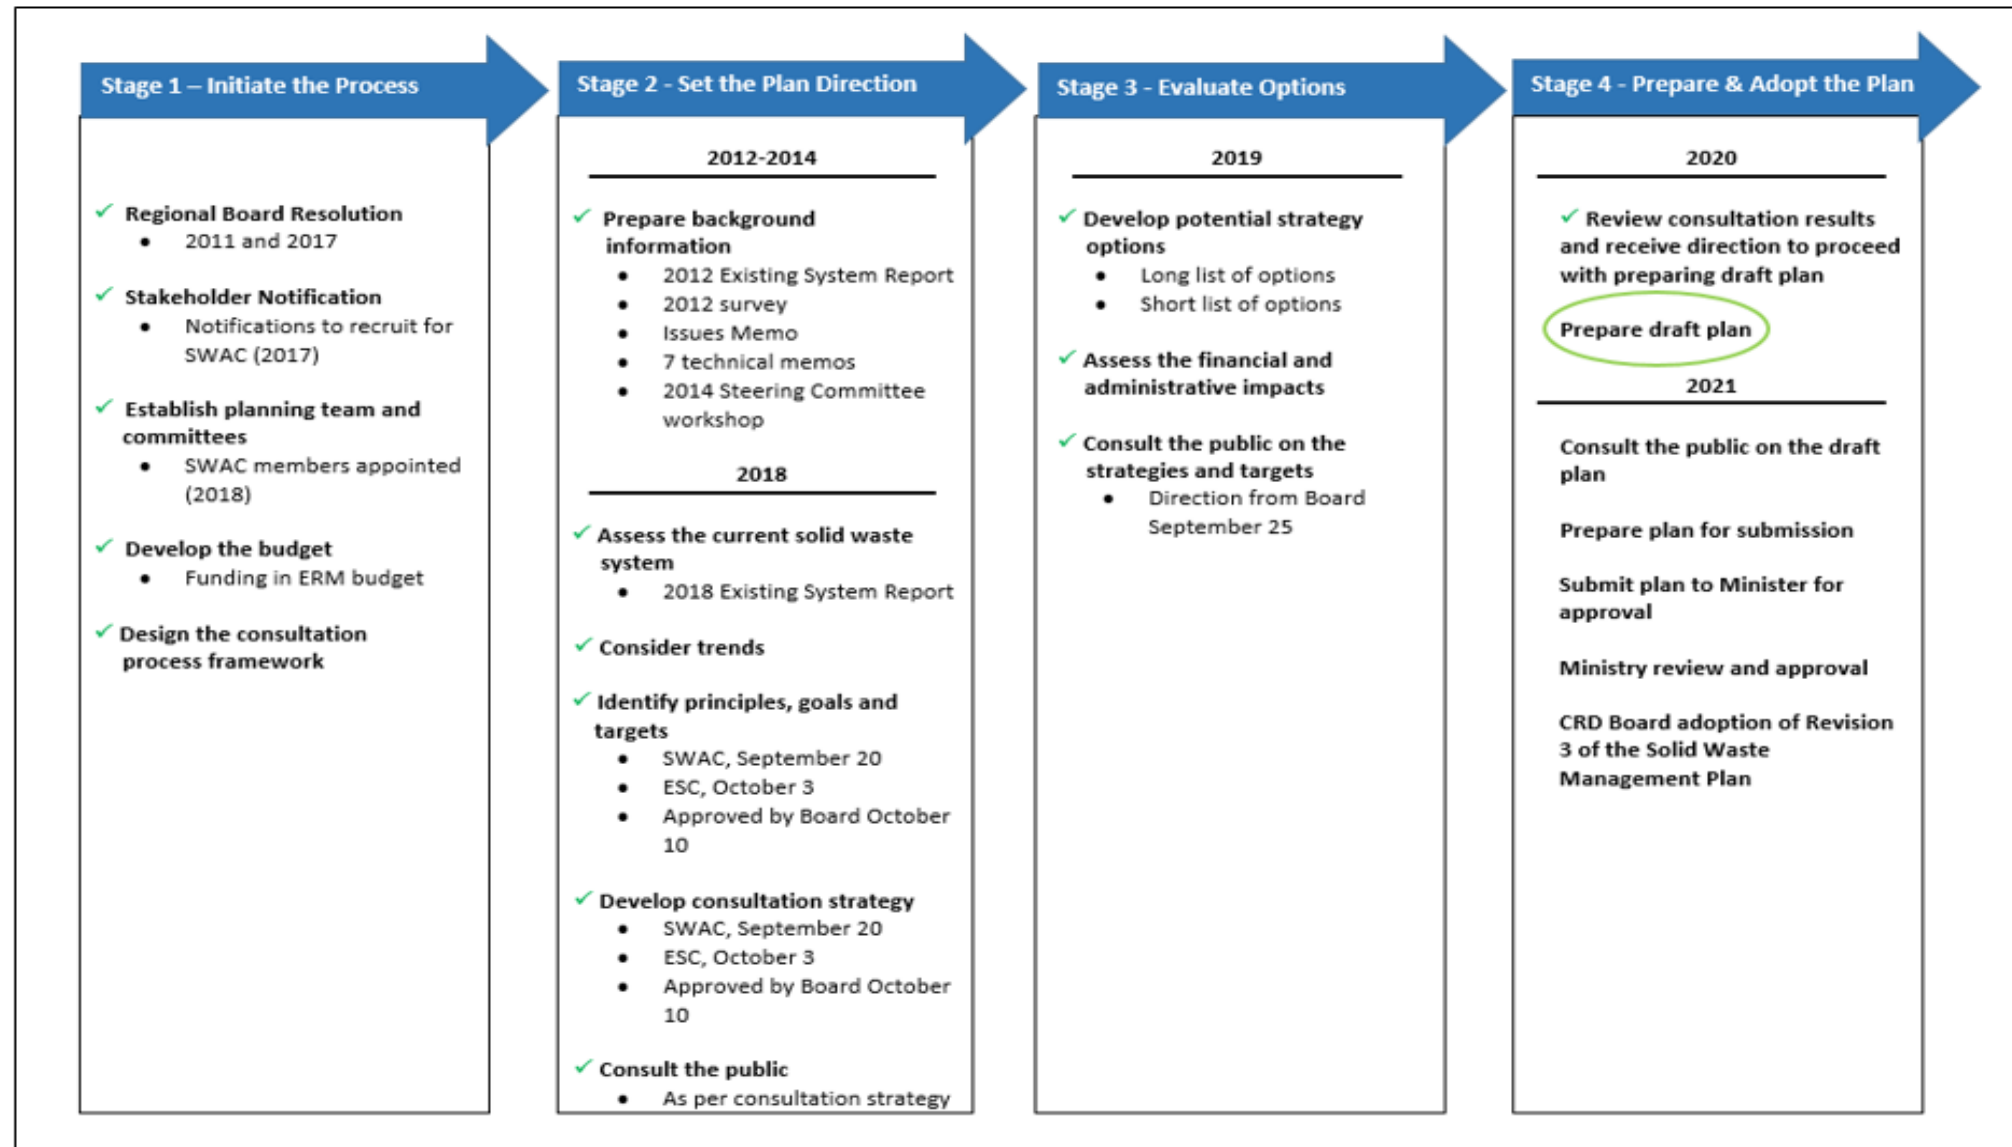 Stage 1 – Initiate the Process
✓ Regional Board Resolution
• 2011 and 2017
✓ Stakeholder Notification
• Notifications to recruit for
SWAC (2017)
✓ Establish planning team and
committees
• SWAC members appointed
(2018)
✓ Develop the budget
• Funding in ERM budget
✓ Design the consultation
process framework
Stage 2 - Set the Plan Direction
2012-2014
✓ Prepare background
information
• 2012 Existing System Report
• 2012 survey
• Issues Memo
• 7 technical memos
• 2014 Steering Committee
workshop
2018
✓ Assess the current solid waste
system
• 2018 Existing System Report
✓ Consider trends
✓ Identify principles, goals and
targets
• SWAC, September 20
• ESC, October 3
• Approved by Board October
10
✓ Develop consultation strategy
• SWAC, September 20
• ESC, October 3
• Approved by Board October
10
✓ Consult the public
• As per consultation strategy
Stage 3 - Evaluate Options
2019
✓ Develop potential strategy
options
• Long list of options
• Short list of options
✓ Assess the financial and
administrative impacts
✓ Consult the public on the
strategies and targets
• Direction from Board
September 25
Stage 4 - Prepare & Adopt the Plan
2020
✓ Review consultation results
and receive direction to proceed
with preparing draft plan
Prepare draft plan
2021
Consult the public on the draft
plan
Prepare plan for submission
Submit plan to Minister for
approval
Ministry review and approval
CRD Board adoption of Revision
3 of the Solid Waste
Management Plan